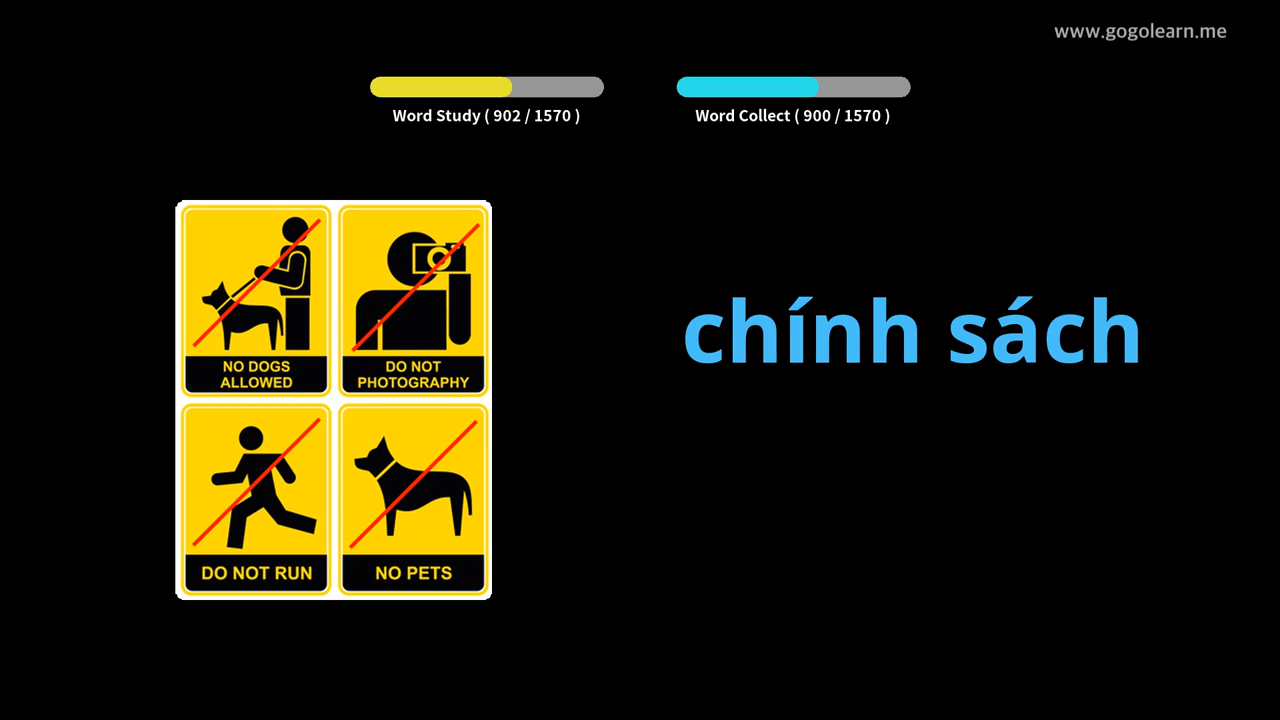 www.gogolearn.me
Word Study ( 902 / 1570 )
Word Collect ( 900 / 1570 )
NO DOGS
ALLOWED
DO NOT
PHOTOGRAPHY
chính sách
DO NOT RUN
NO PETS